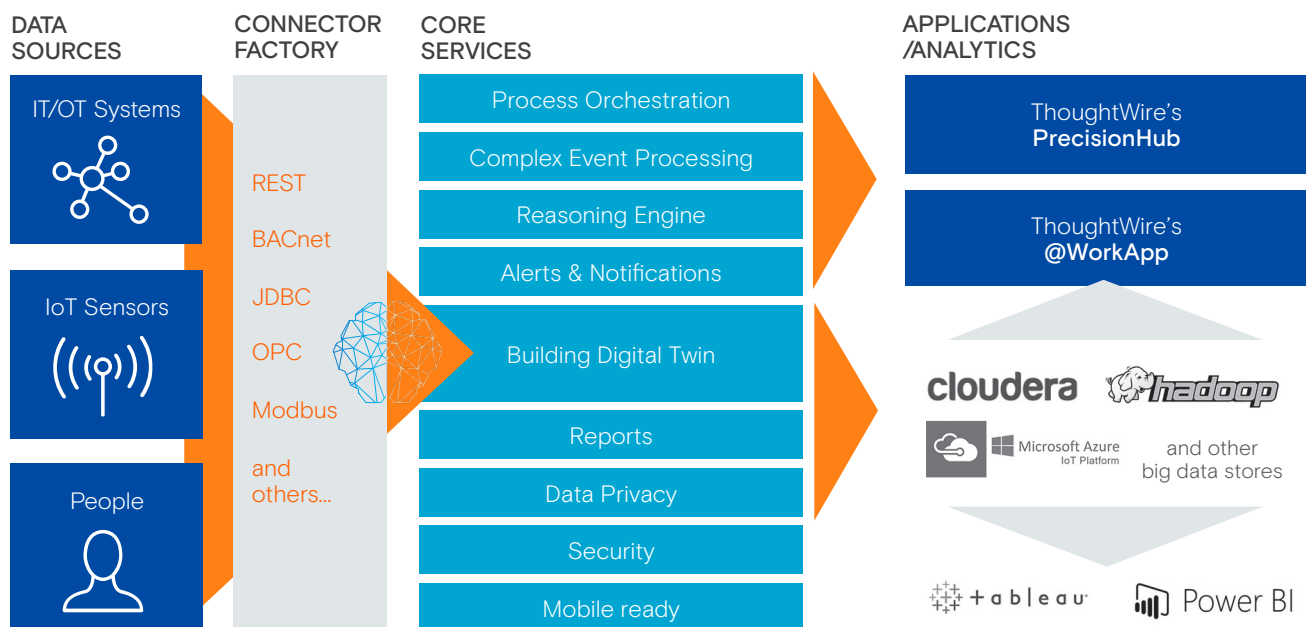 DATA
SOURCES
IT/OT Systems
IoT Sensors
People
CONNECTOR
FACTORY
REST
BACnet
JDBC
OPC
Modbus
and
others...
CORE
SERVICES
Process Orchestration
Complex Event Processing
Reasoning Engine
Alerts & Notifications
Building Digital Twin
Reports
Data Privacy
Security
Mobile ready
APPLICATIONS
/ANALYTICS
ThoughtWire's
PrecisionHub
ThoughtWire's
@WorkApp
cloudera
hadoop
Microsoft Azure
IoT Platform
and other
big data stores
+ableau
Power BI